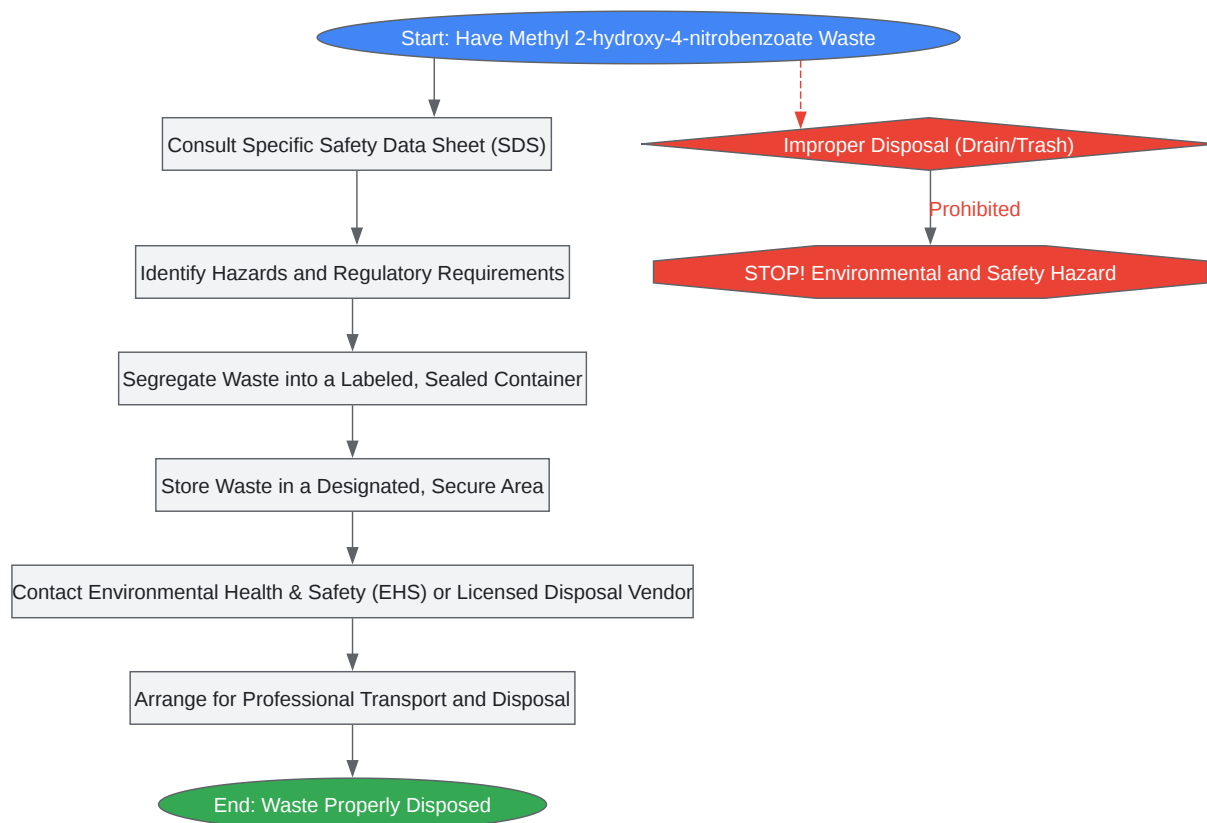 Start: Have Methyl 2-hydroxy-4-nitrobenzoate Waste
Consult Specific Safety Data Sheet (SDS)
Improper Disposal (Drain/Trash)
Prohibited
Identify Hazards and Regulatory Requirements
STOP! Environmental and Safety Hazard
Segregate Waste into a Labeled, Sealed Container
Store Waste in a Designated, Secure Area
Contact Environmental Health & Safety (EHS) or Licensed Disposal Vendor
Arrange for Professional Transport and Disposal
End: Waste Properly Disposed